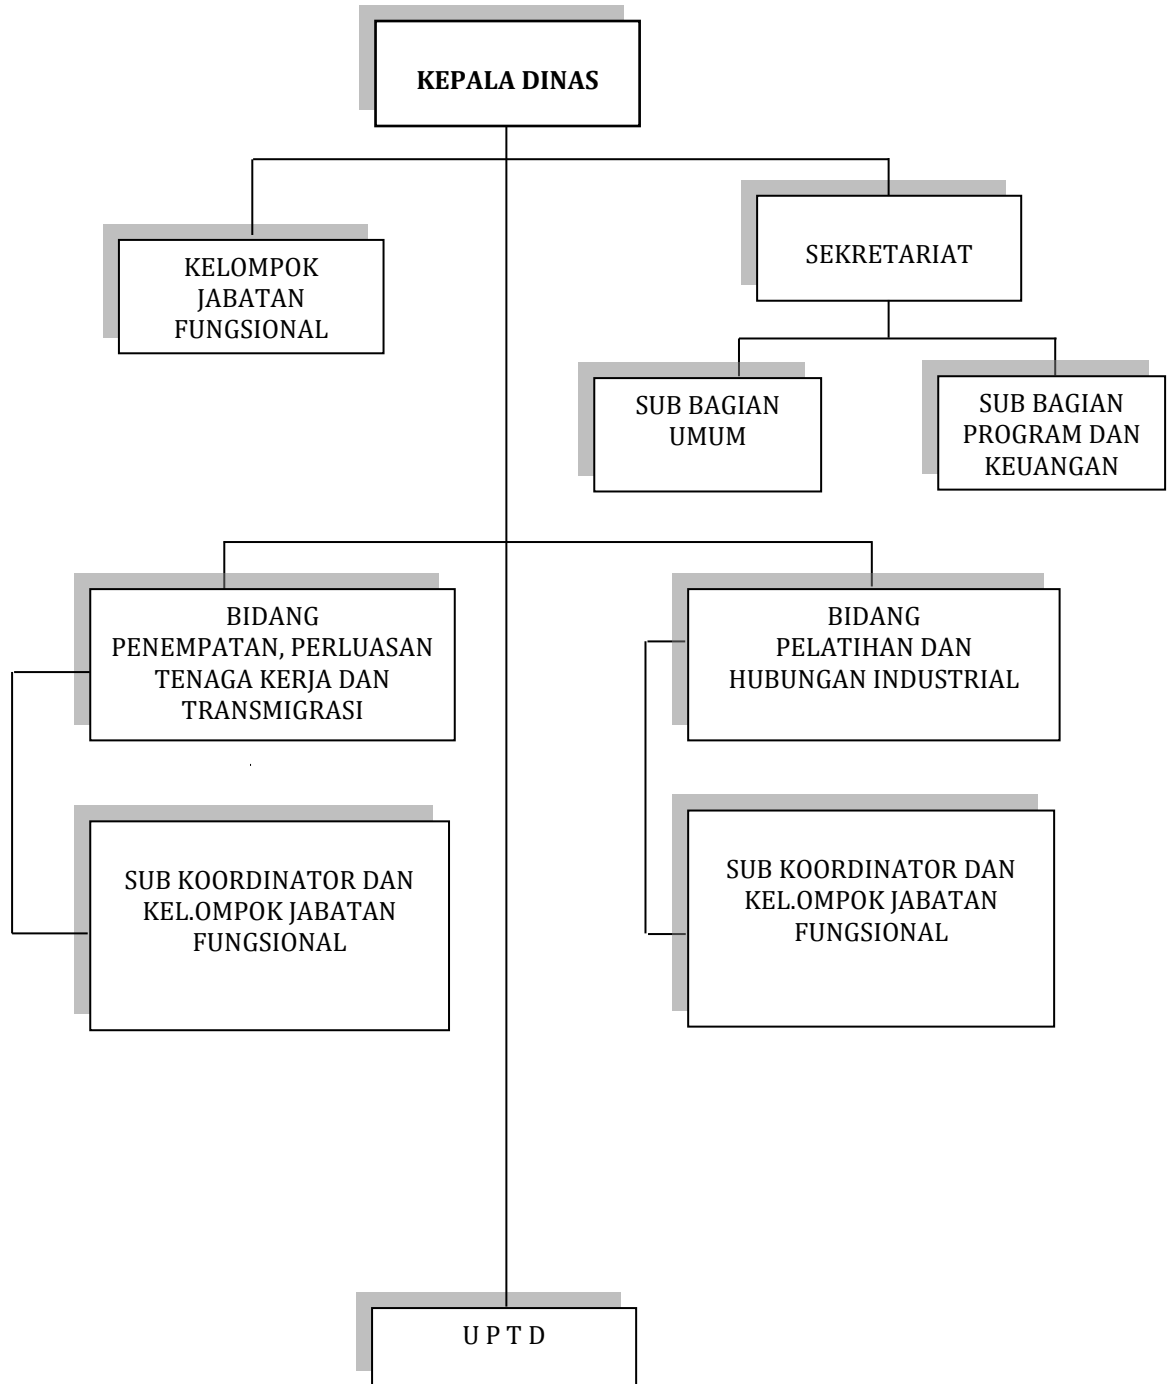 KEPALA DINAS
KELOMPOK
JABATAN
FUNGSIONAL
SEKRETARIAT
SUB BAGIAN
UMUM
SUB BAGIAN
PROGRAM DAN
KEUANGAN
BIDANG
PENEMPATAN, PERLUASAN
TENAGA KERJA DAN
TRANSMIGRASI
BIDANG
PELATIHAN DAN
HUBUNGAN INDUSTRIAL
SUB KOORDINATOR DAN
KEL.OMPOK JABATAN
FUNGSIONAL
SUB KOORDINATOR DAN
KEL.OMPOK JABATAN
FUNGSIONAL
U P T D